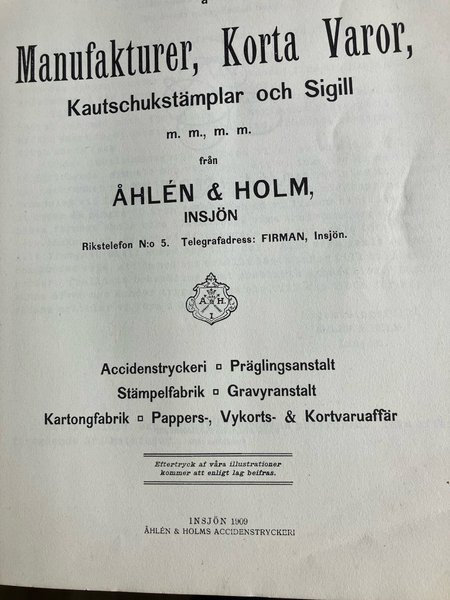 å
Manufakturer, Korta Varor,
Kautschukstämplar och Sigill
m. m., m. m.
från
ÅHLÉN & HOLM,
INSJÖN
Rikstelefon N:o 5. Telegrafadress: FIRMAN, Insjön.
Å & H.
I.
Accidenstryckeri ¤ Präglingsanstalt
Stämpelfabrik ¤ Gravyranstalt
Kartongfabrik ¤ Pappers-, Vykorts- & Kortvaruaffär
Eftertryck af våra illustrationer
kommer att enligt lag beifras.
INSJÖN 1909
ÅHLÉN & HOLMS ACCIDENSTRYCKERI